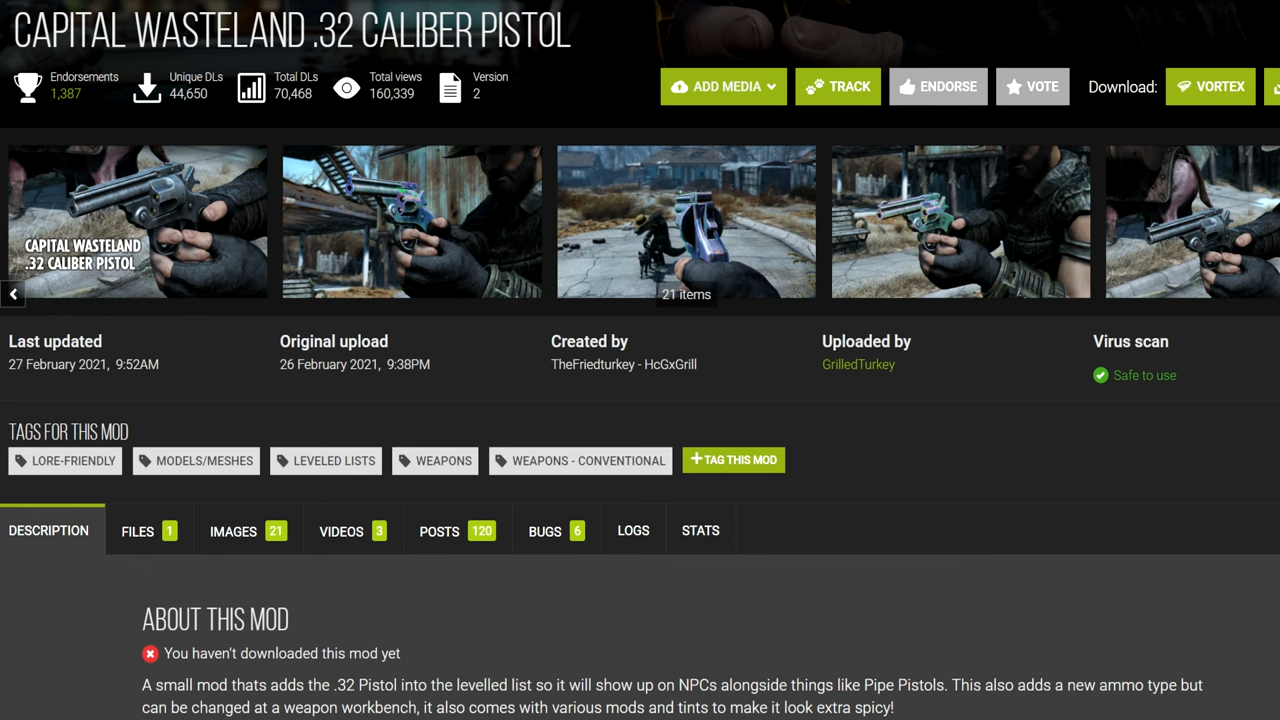 CAPITAL WASTELAND .32 CALIBER PISTOL
Endorsements
1,387
Unique DLs
44,650
Total DLs
70,468
Total views
160,339
Version
2
ADD MEDIA
TRACK
ENDORSE
VOTE
Download:
VORTEX
CAPITAL WASTELAND
.32 CALIBER PISTOL
21 items
Last updated
27 February 2021, 9:52AM
Original upload
26 February 2021, 9:38PM
Created by
TheFriedturkey - HcGxGrill
Uploaded by
GrilledTurkey
Virus scan
Safe to use
TAGS FOR THIS MOD
LORE-FRIENDLY
MODELS/MESHES
LEVELED LISTS
WEAPONS
WEAPONS - CONVENTIONAL
+TAG THIS MOD
DESCRIPTION
FILES 1
IMAGES 21
VIDEOS 3
POSTS 120
BUGS 6
LOGS
STATS
ABOUT THIS MOD
You haven't downloaded this mod yet
A small mod thats adds the .32 Pistol into the levelled list so it will show up on NPCs alongside things like Pipe Pistols. This also adds a new ammo type but
can be changed at a weapon workbench, it also comes with various mods and tints to make it look extra spicy!